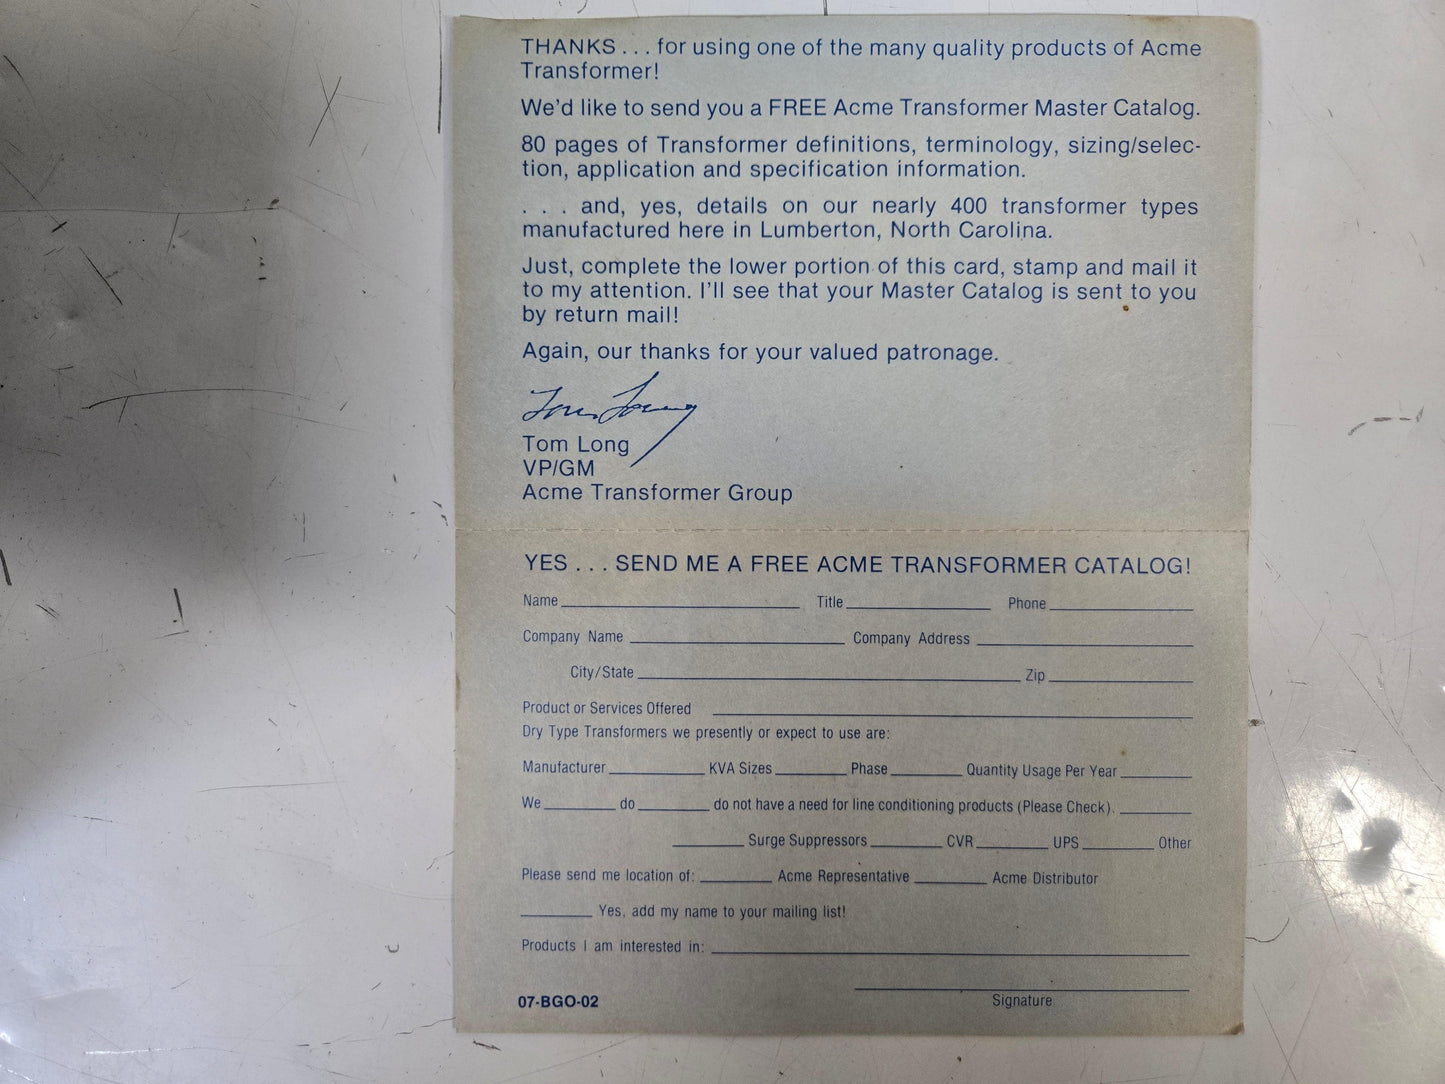 THANKS . . . for using one of the many quality products of Acme
Transformer!
We'd like to send you a FREE Acme Transformer Master Catalog.
80 pages of Transformer definitions, terminology, sizing/selec-
tion, application and specification information.
. . . and, yes, details on our nearly 400 transformer types
manufactured here in Lumberton, North Carolina.
Just, complete the lower portion of this card, stamp and mail it
to my attention. I'll see that your Master Catalog is sent to you
by return mail!
Again, our thanks for your valued patronage.
Tom Long
Tom Long
VP/GM
Acme Transformer Group
YES . . . SEND ME A FREE ACME TRANSFORMER CATALOG!
Name Title Phone
Company Name Company Address
City/State Zip
Product or Services Offered
Dry Type Transformers we presently or expect to use are:
Manufacturer KVA Sizes Phase Quantity Usage Per Year
We do do not have a need for line conditioning products (Please Check).
Surge Suppressors CVR UPS Other
Please send me location of: Acme Representative Acme Distributor
Yes, add my name to your mailing list!
Products I am interested in:
Signature
07-BGO-02